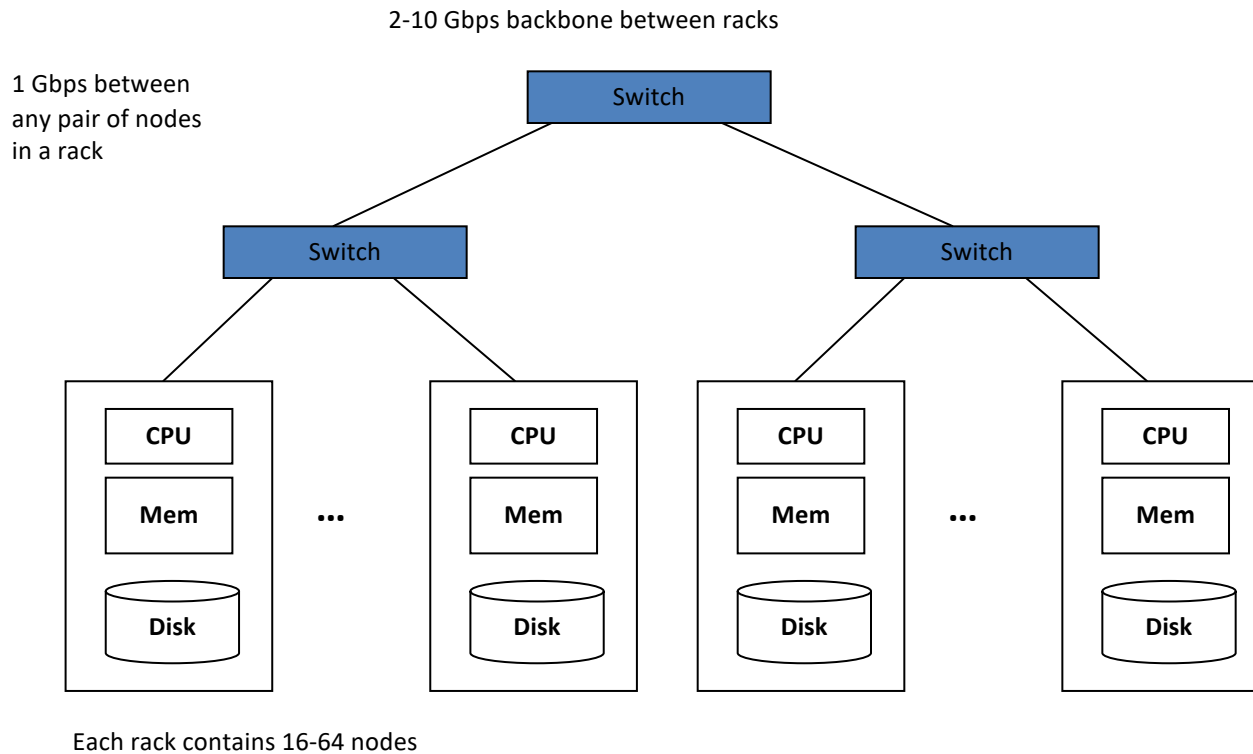 2-10 Gbps backbone between racks
1 Gbps between
any pair of nodes
in a rack
Switch
Switch
Switch
CPU
CPU
CPU
CPU
Mem
...
Mem
Mem
...
Mem
Disk
Disk
Disk
Disk
Each rack contains 16-64 nodes